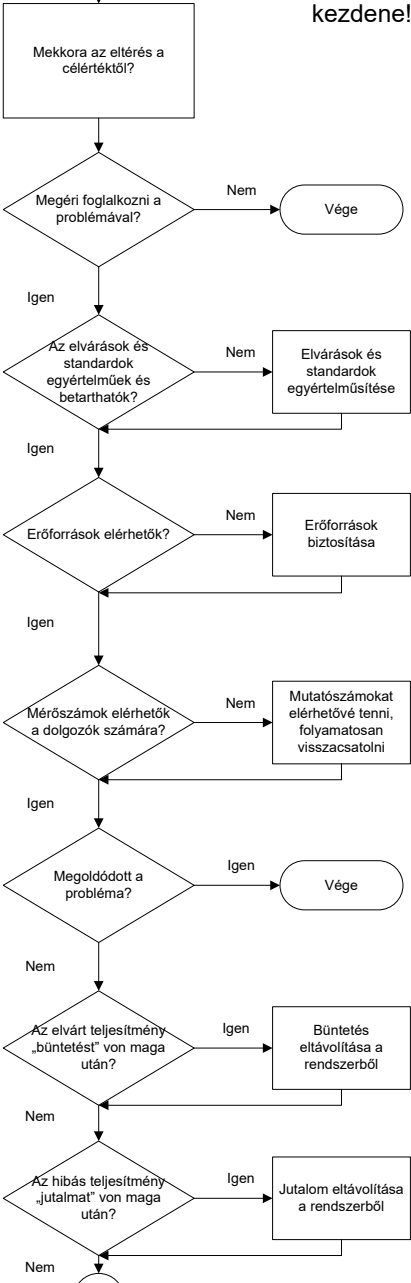 kezdene!
Mekkora az eltérés a
célértéktől?
Megéri foglalkozni a
problémával?
Nem
Vége
Igen
Az elvárások és
standardok
egyértelműek és
betarthatók?
Nem
Elvárások és
standardok
egyértelműsítése
Igen
Erőforrások elérhetők?
Nem
Erőforrások
biztosítása
Igen
Mérőszámok elérhetők
a dolgozók számára?
Nem
Mutatószámokat
elérhetővé tenni,
folyamatosan
visszacsatolni
Igen
Megoldódott a
probléma?
Igen
Vége
Nem
Az elvárt teljesítmény
„büntetést” von maga
után?
Igen
Büntetés
eltávolítása a
rendszerből
Nem
Az hibás teljesítmény
„jutalmat” von maga
után?
Igen
Jutalom eltávolítása
a rendszerből
Nem